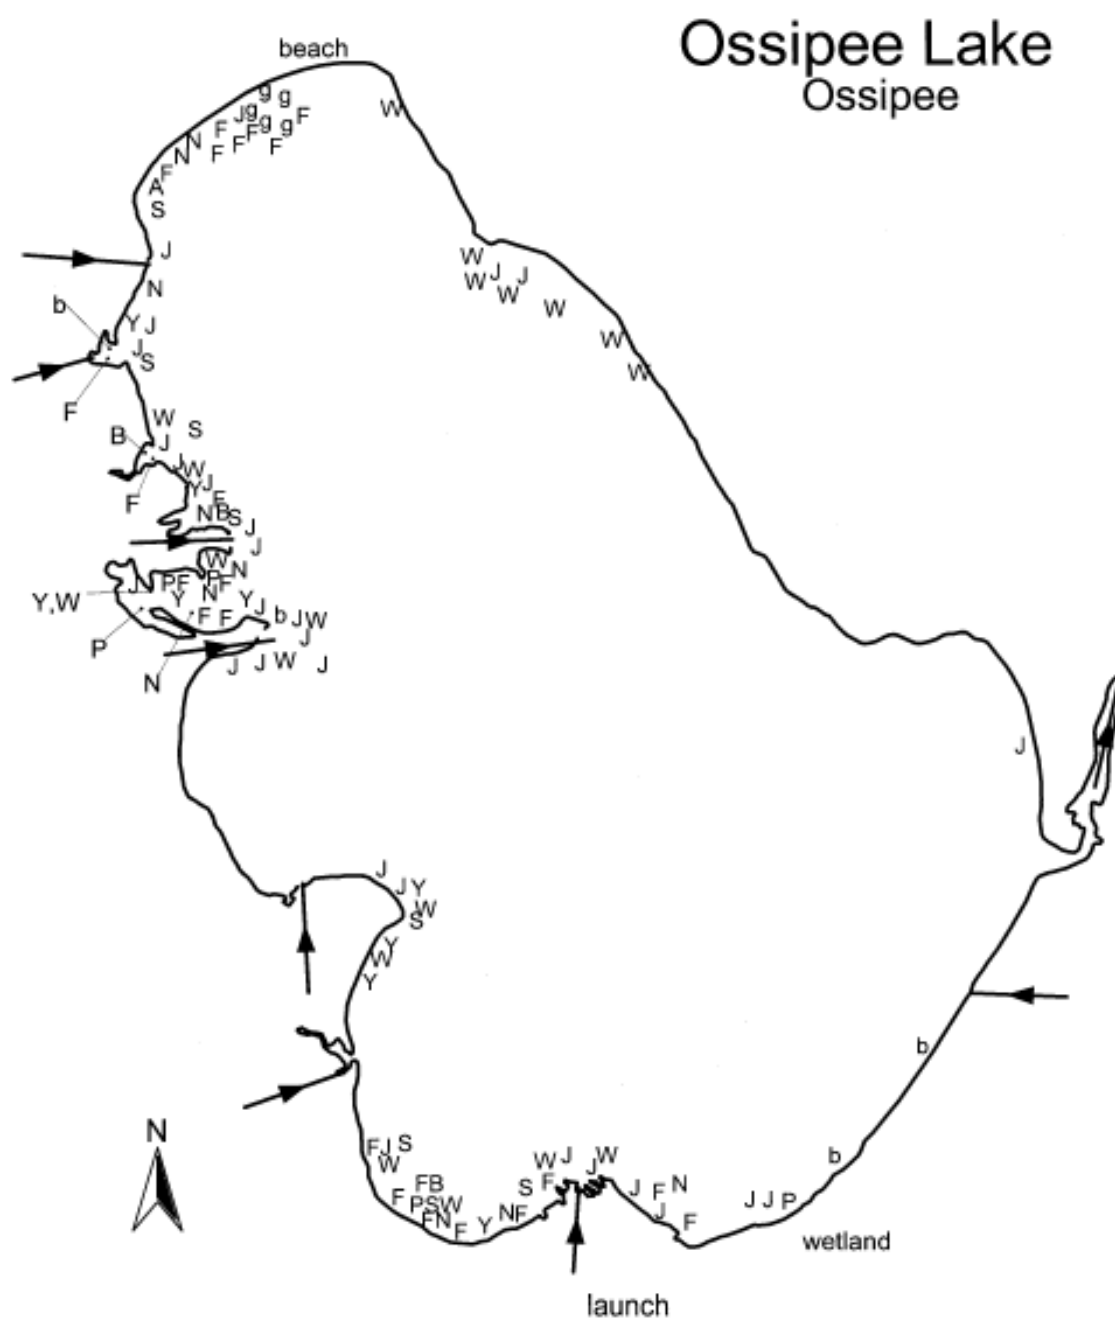 Ossipee Lake
Ossipee
beach
g g
W
J g F
F F g g
N F F F
N F
F
A
S
J
W
N
W J J
b
W W
Y J
J S
W
W
F
W S
B J
J W
Y J
F
F
N B S
J
J
W
P F N
J N P F
Y, W
Y N Y J
F F b J W
P
J
J J W J
N
J
J
J Y
W
S
Y
W
Y
b
N
F J S
W
W J J W
b
F B
F P S W
S F
J F N
J J J P
F N F Y N F
J F
wetland
launch